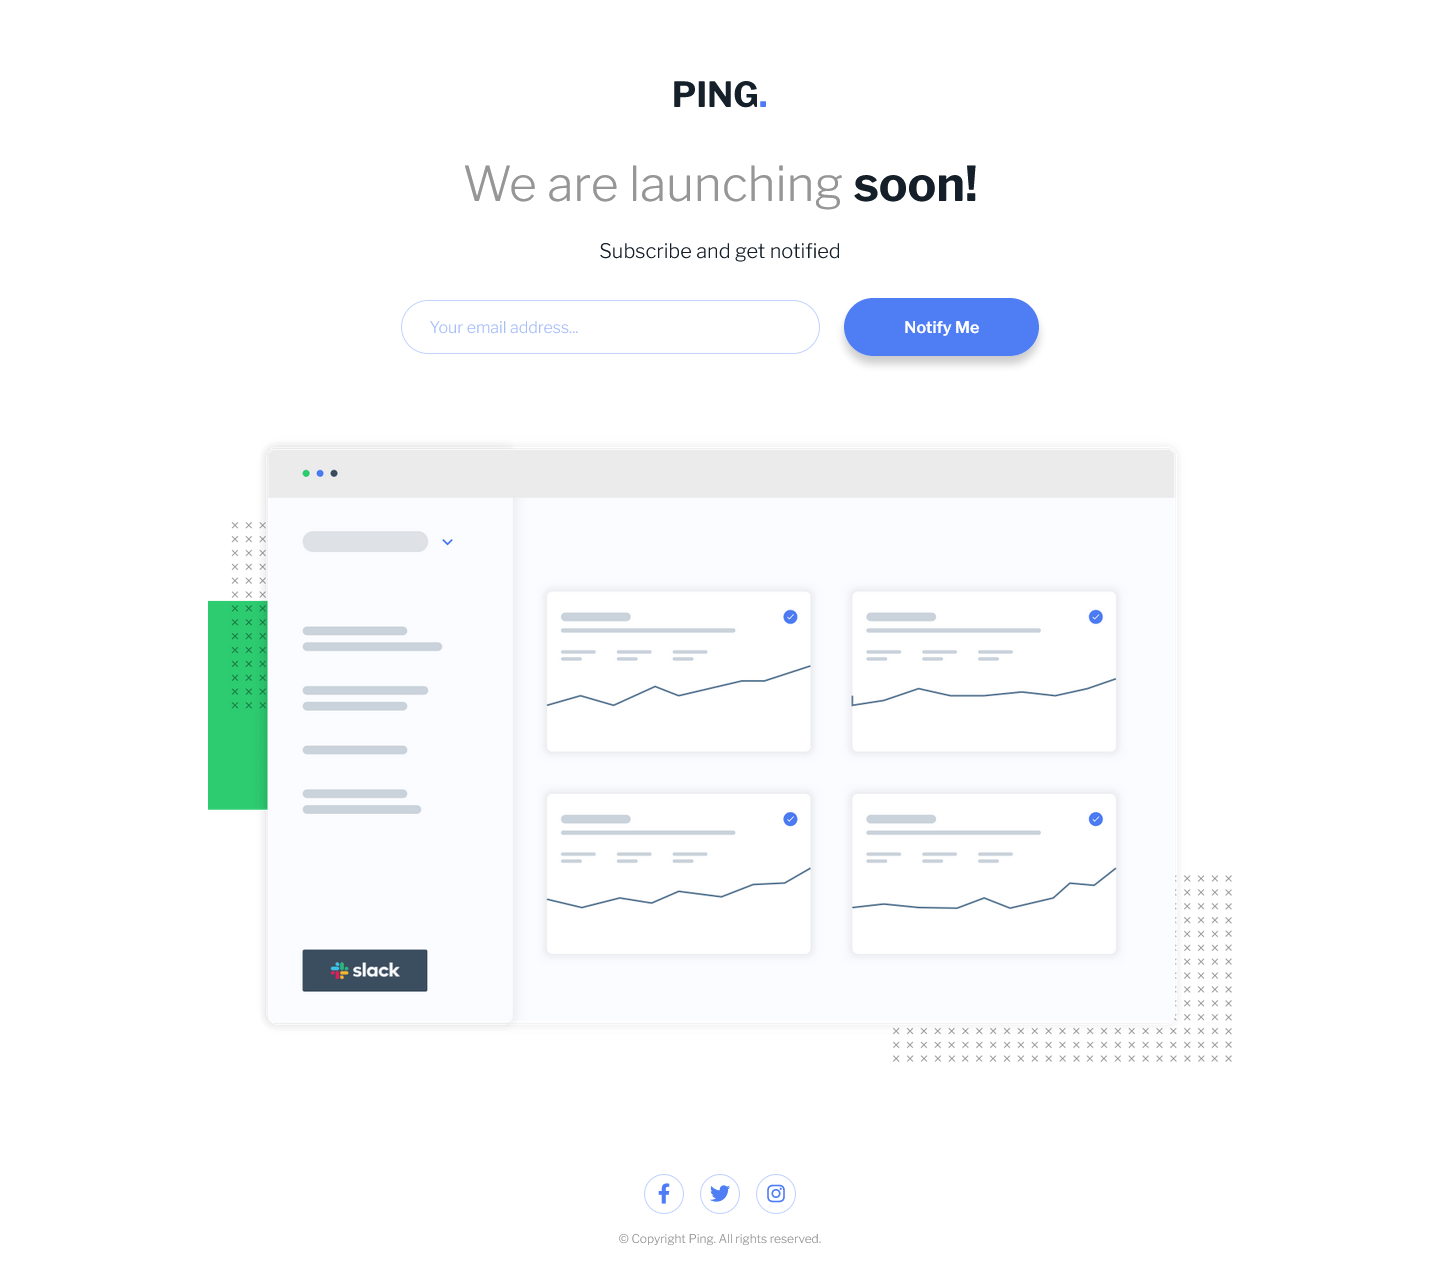 PING.
We are launching soon!
Subscribe and get notified
Your email address...
Notify Me
slack
© Copyright Ping. All rights reserved.